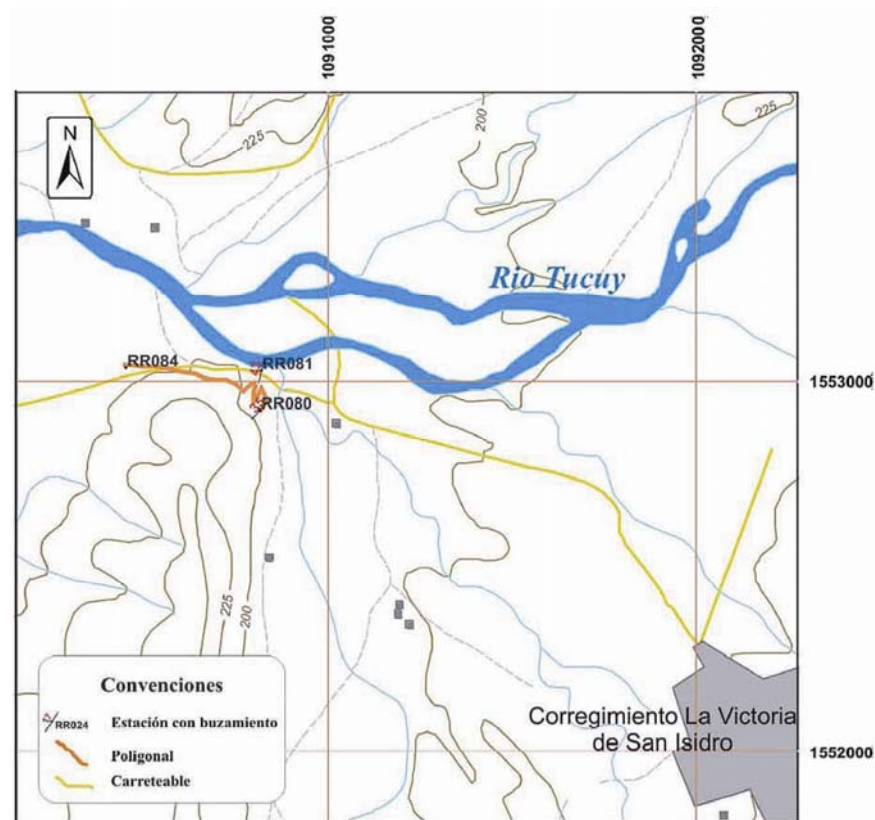 1091000
1092000
N
225
200
225
Rio Tucuy
RR084
RR081
RR080
1553000
225
200
Convenciones
RR024
Estación con buzamiento
Poligonal
Carreteable
Corregimiento La Victoria
de San Isidro
1552000